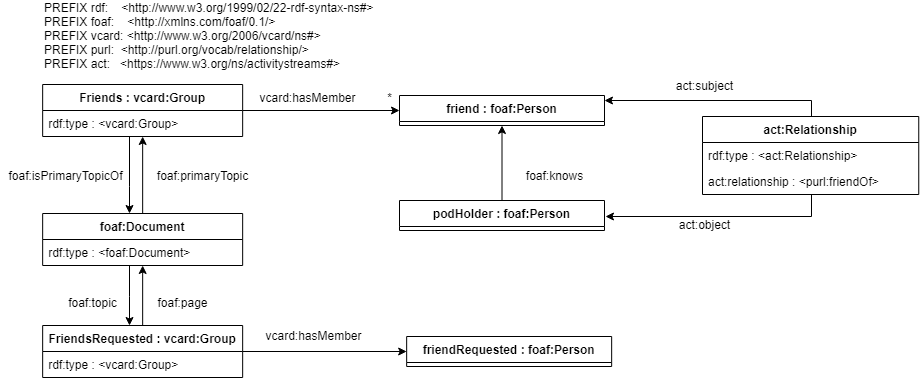 PREFIX rdf: <http://www.w3.org/1999/02/22-rdf-syntax-ns#>
PREFIX foaf: <http://xmlns.com/foaf/0.1/>
PREFIX vcard: <http://www.w3.org/2006/vcard/ns#>
PREFIX purl: <http://purl.org/vocab/relationship/>
PREFIX act: <https://www.w3.org/ns/activitystreams#>
Friends : vcard:Group
rdf:type : <vcard:Group>
vcard:hasMember
*
friend : foaf:Person
act:subject
act:Relationship
rdf:type : <act:Relationship>
act:relationship : <purl:friendOf>
foaf:isPrimaryTopicOf
foaf:primaryTopic
foaf:knows
podHolder : foaf:Person
act:object
foaf:Document
rdf:type : <foaf:Document>
foaf:topic
foaf:page
FriendsRequested : vcard:Group
rdf:type : <vcard:Group>
vcard:hasMember
friendRequested : foaf:Person